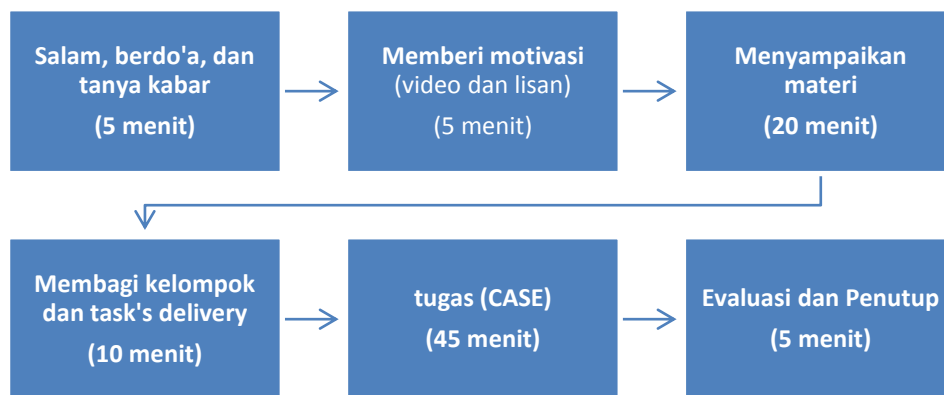 Salam, berdo'a, dan
tanya kabar
(5 menit)
Memberi motivasi
(video dan lisan)
(5 menit)
Menyampaikan
materi
(20 menit)
Membagi kelompok
dan task's delivery
(10 menit)
tugas (CASE)
(45 menit)
Evaluasi dan Penutup
(5 menit)